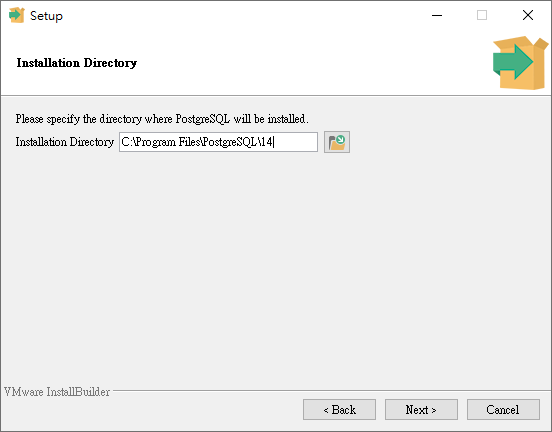 Setup
Installation Directory
Please specify the directory where PostgreSQL will be installed.
Installation Directory C:\Program Files\PostgreSQL\14
VMware InstallBuilder
< Back Next > Cancel